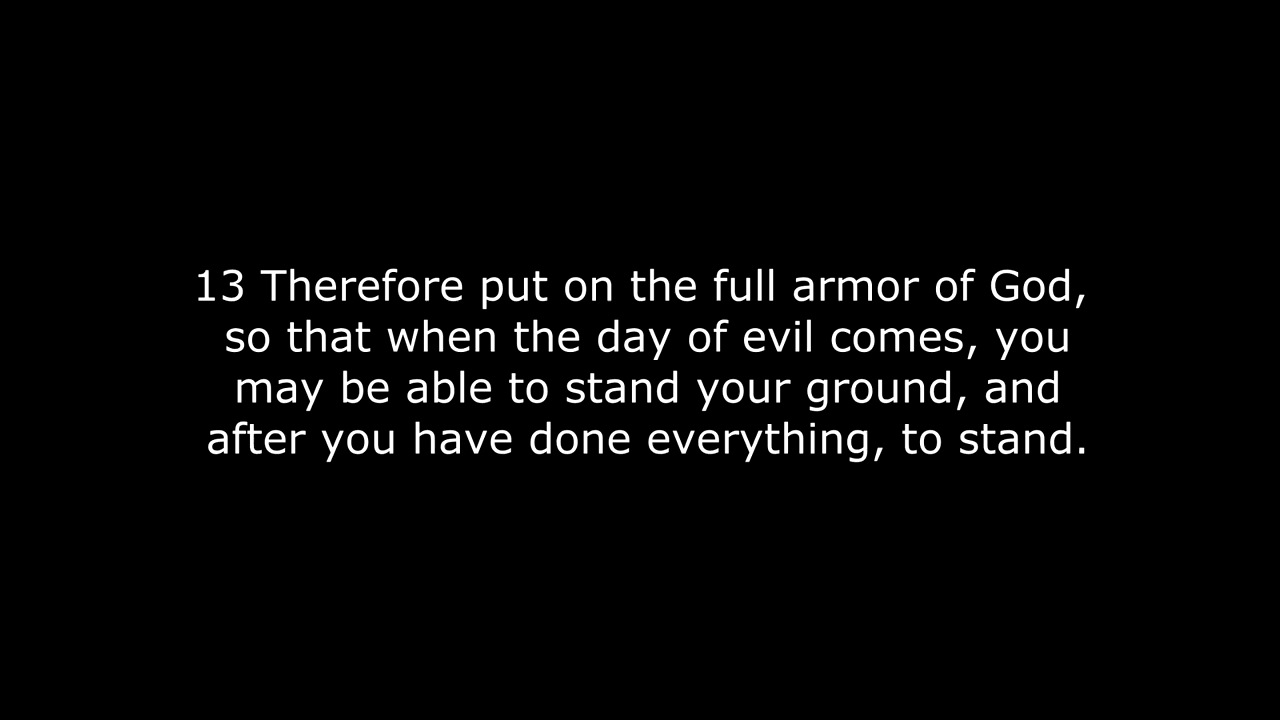 13 Therefore put on the full armor of God,
so that when the day of evil comes, you
may be able to stand your ground, and
after you have done everything, to stand.